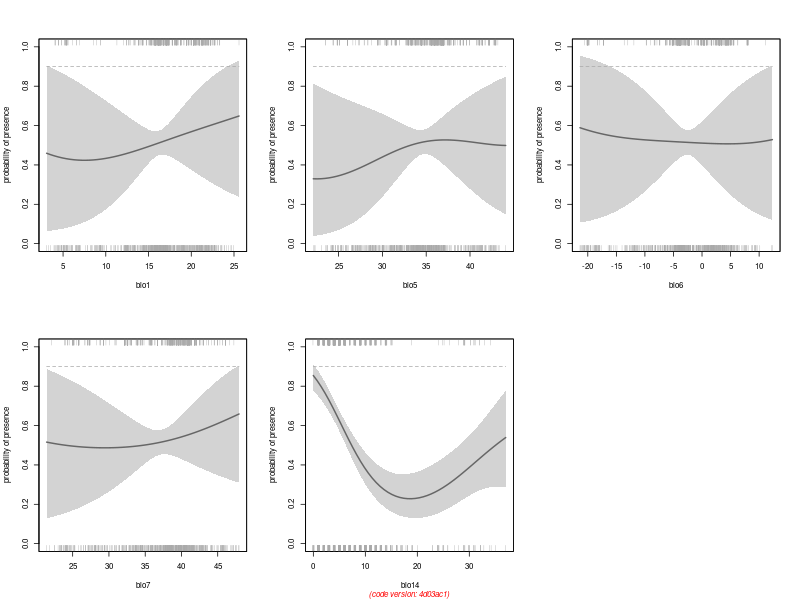 probability of presence
0.0 0.2 0.4 0.6 0.8 1.0
5 10 15 20 25
bio1
probability of presence
0.0 0.2 0.4 0.6 0.8 1.0
25 30 35 40
bio5
probability of presence
0.0 0.2 0.4 0.6 0.8 1.0
-20 -15 -10 -5 0 5 10
bio6
probability of presence
0.0 0.2 0.4 0.6 0.8 1.0
25 30 35 40 45
bio7
probability of presence
0.0 0.2 0.4 0.6 0.8 1.0
0 10 20 30
bio14
(code version: 4d03ac1)